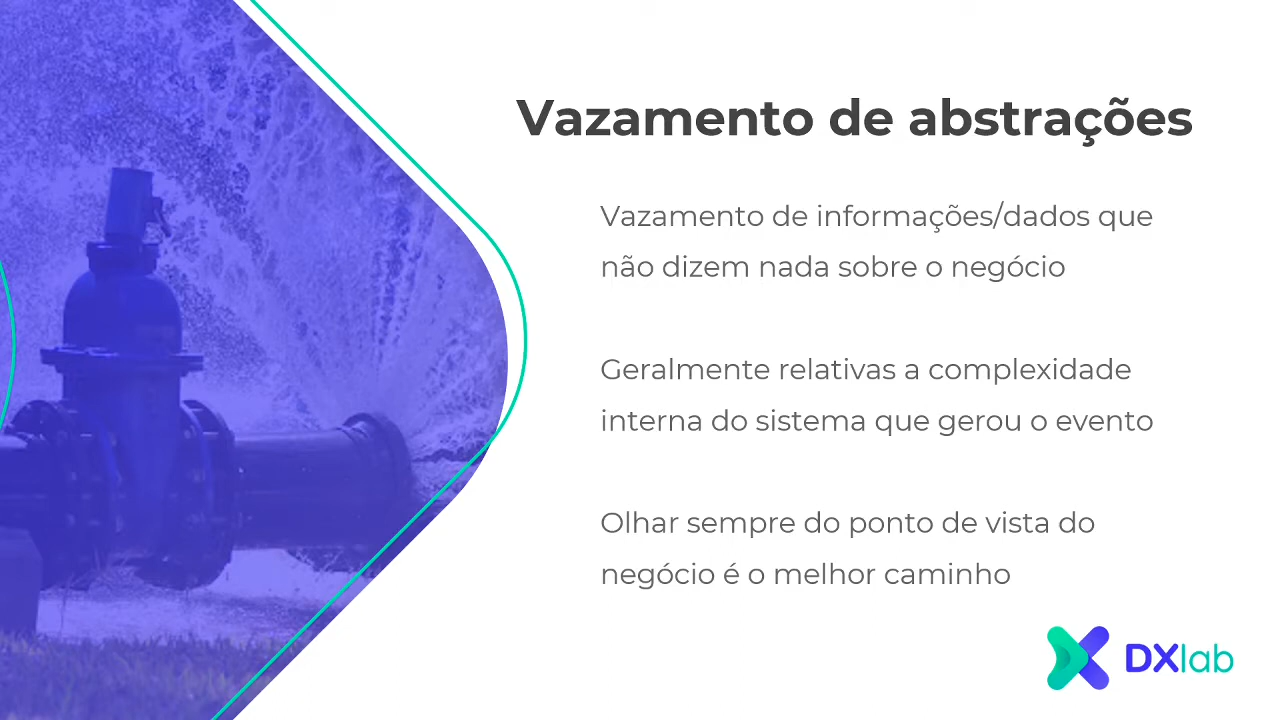 Vazamento de abstrações
Vazamento de informações/dados que
não dizem nada sobre o negócio
Geralmente relativas a complexidade
interna do sistema que gerou o evento
Olhar sempre do ponto de vista do
negócio é o melhor caminho
DXlab